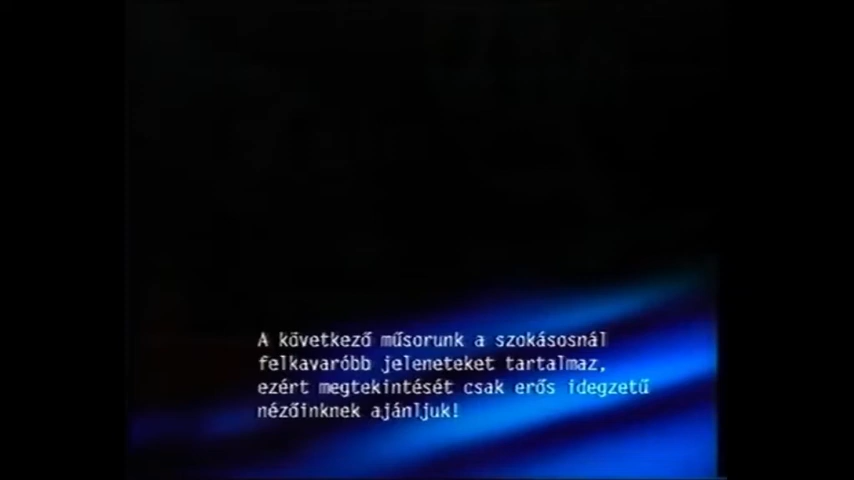 A következő műsorunk a szokásosnál
felkavaróbb jeleneteket tartalmaz,
ezért megtekintését csak erős idegzetű
nézőinknek ajánljuk!